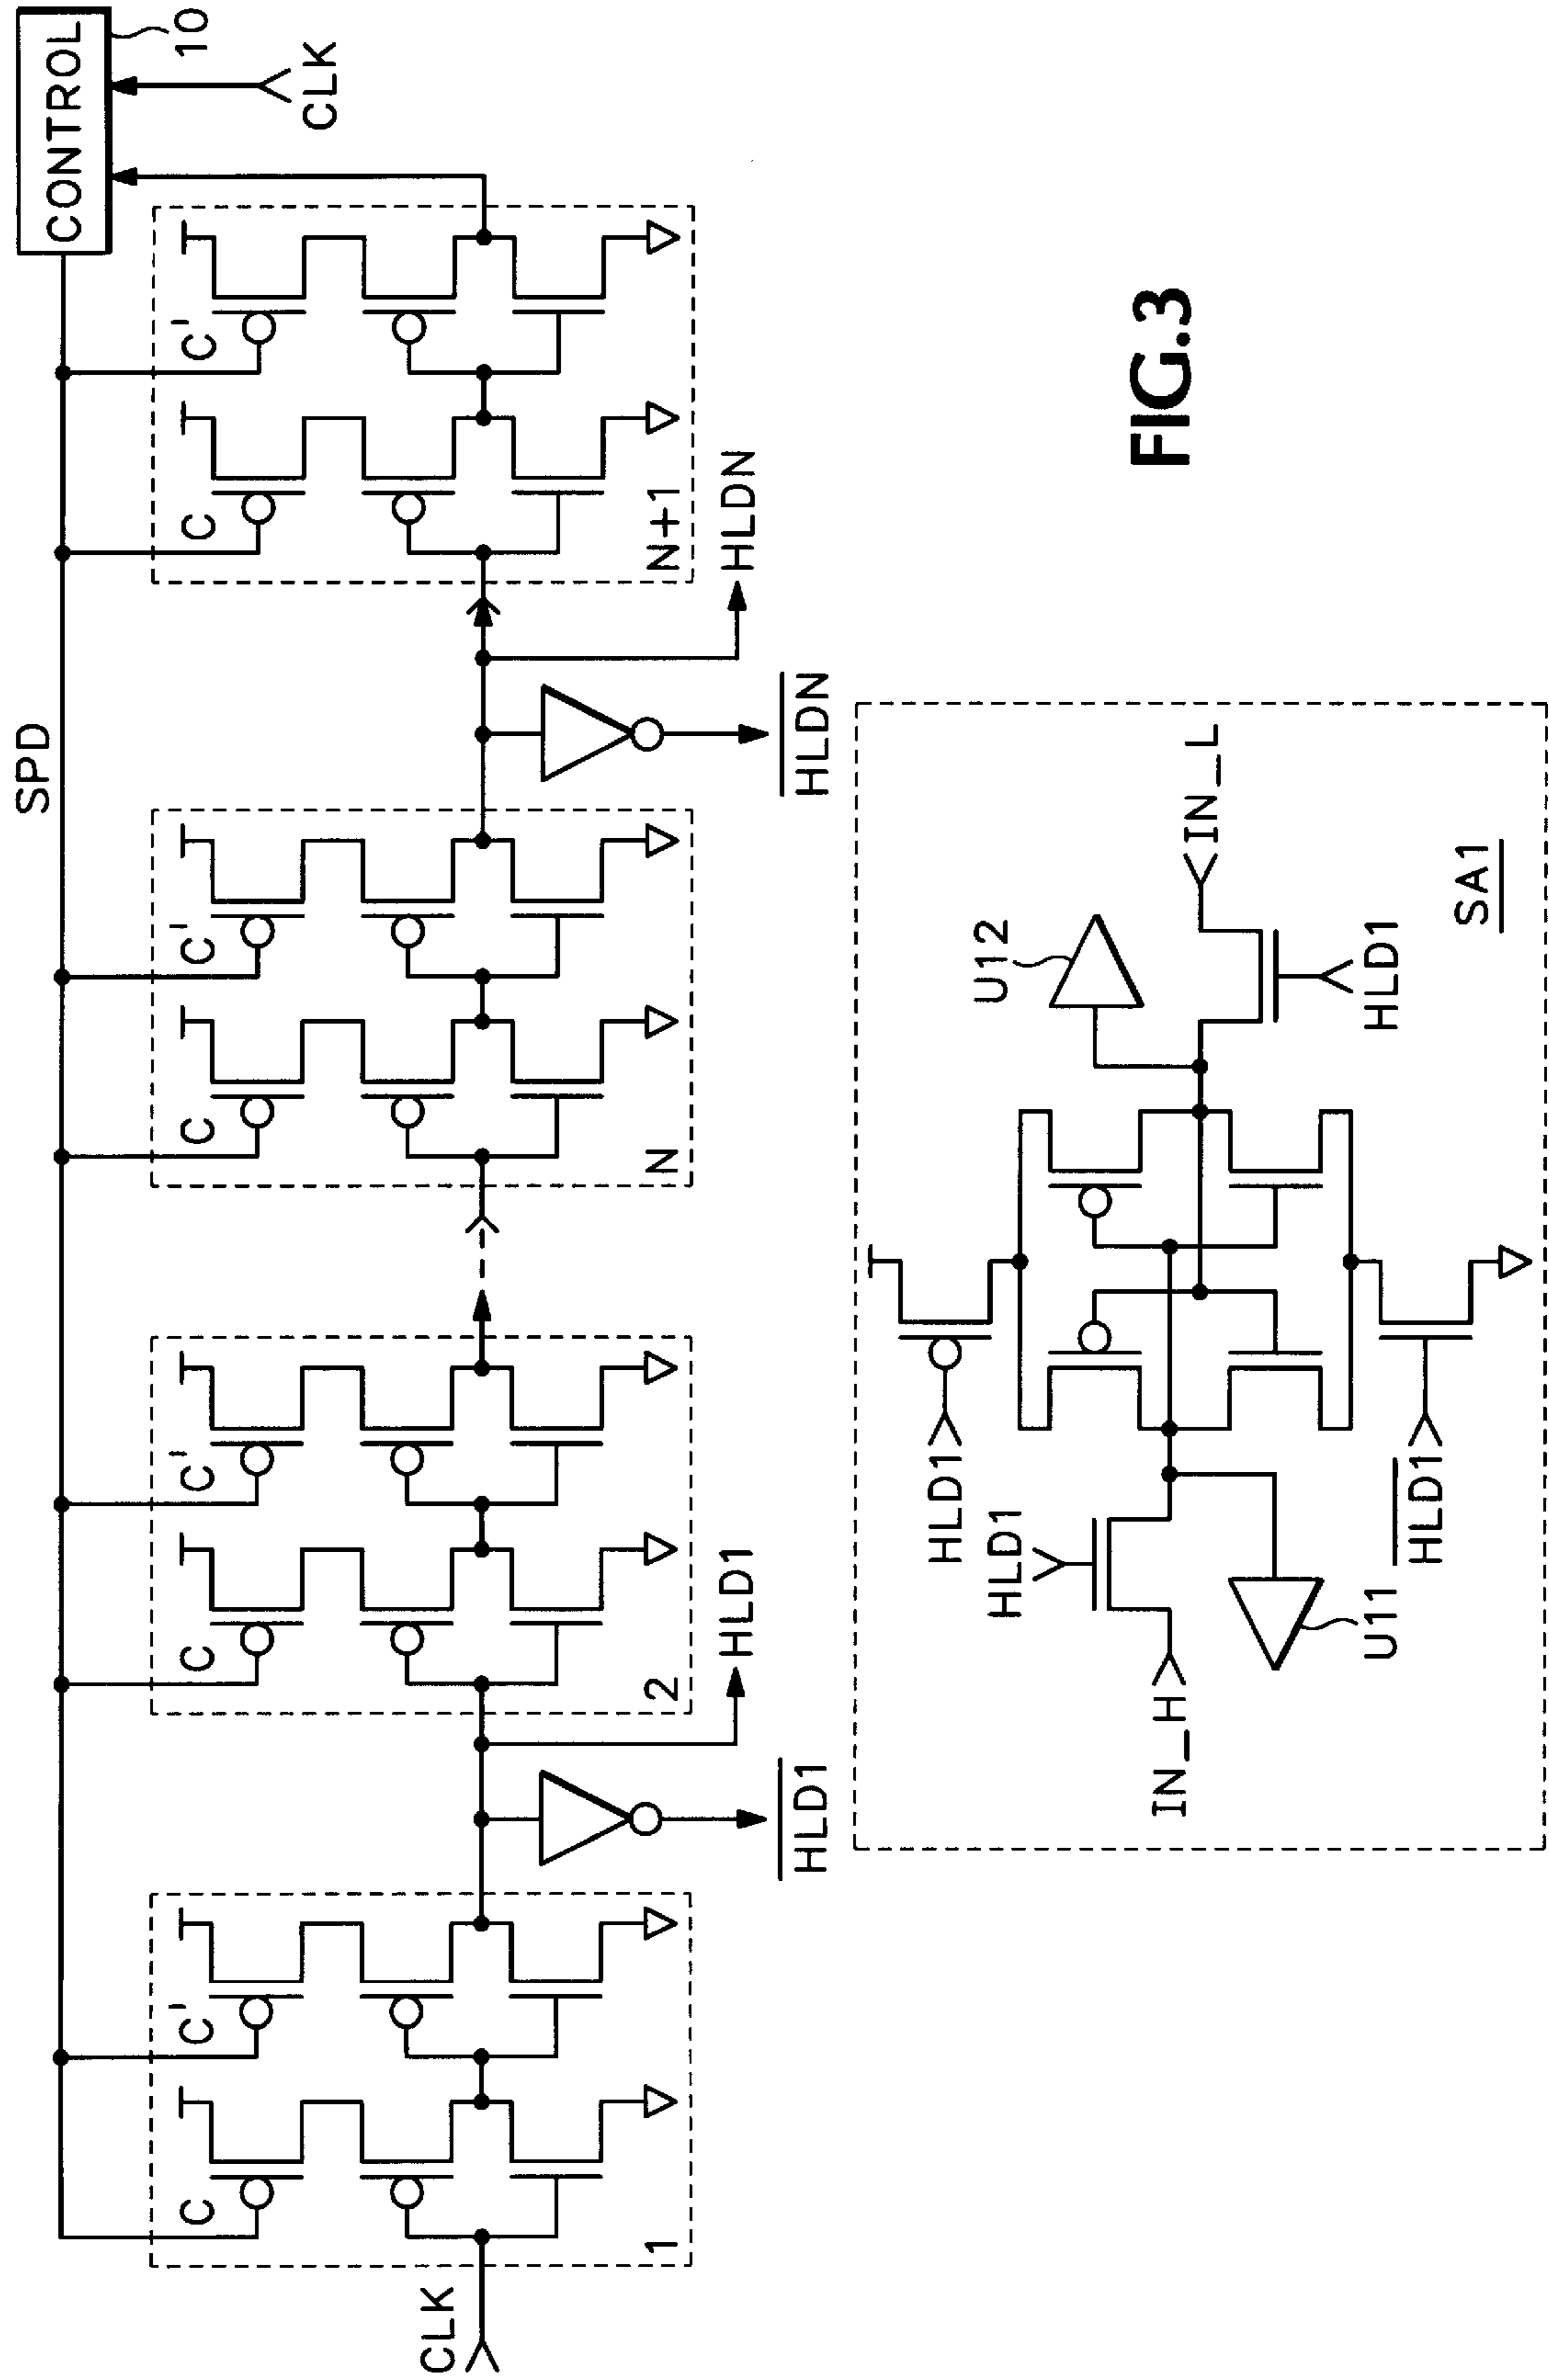 CONTROL
10
CLK
SPD
C
C'
1
C
C'
2
C
C'
N
C
C'
N+1
CLK
HLD1
HLD1
HLDN
HLDN
IN_H
HLD1
HLD1
HLD1
U11
U12
IN_L
HLD1
SA1
FIG.3